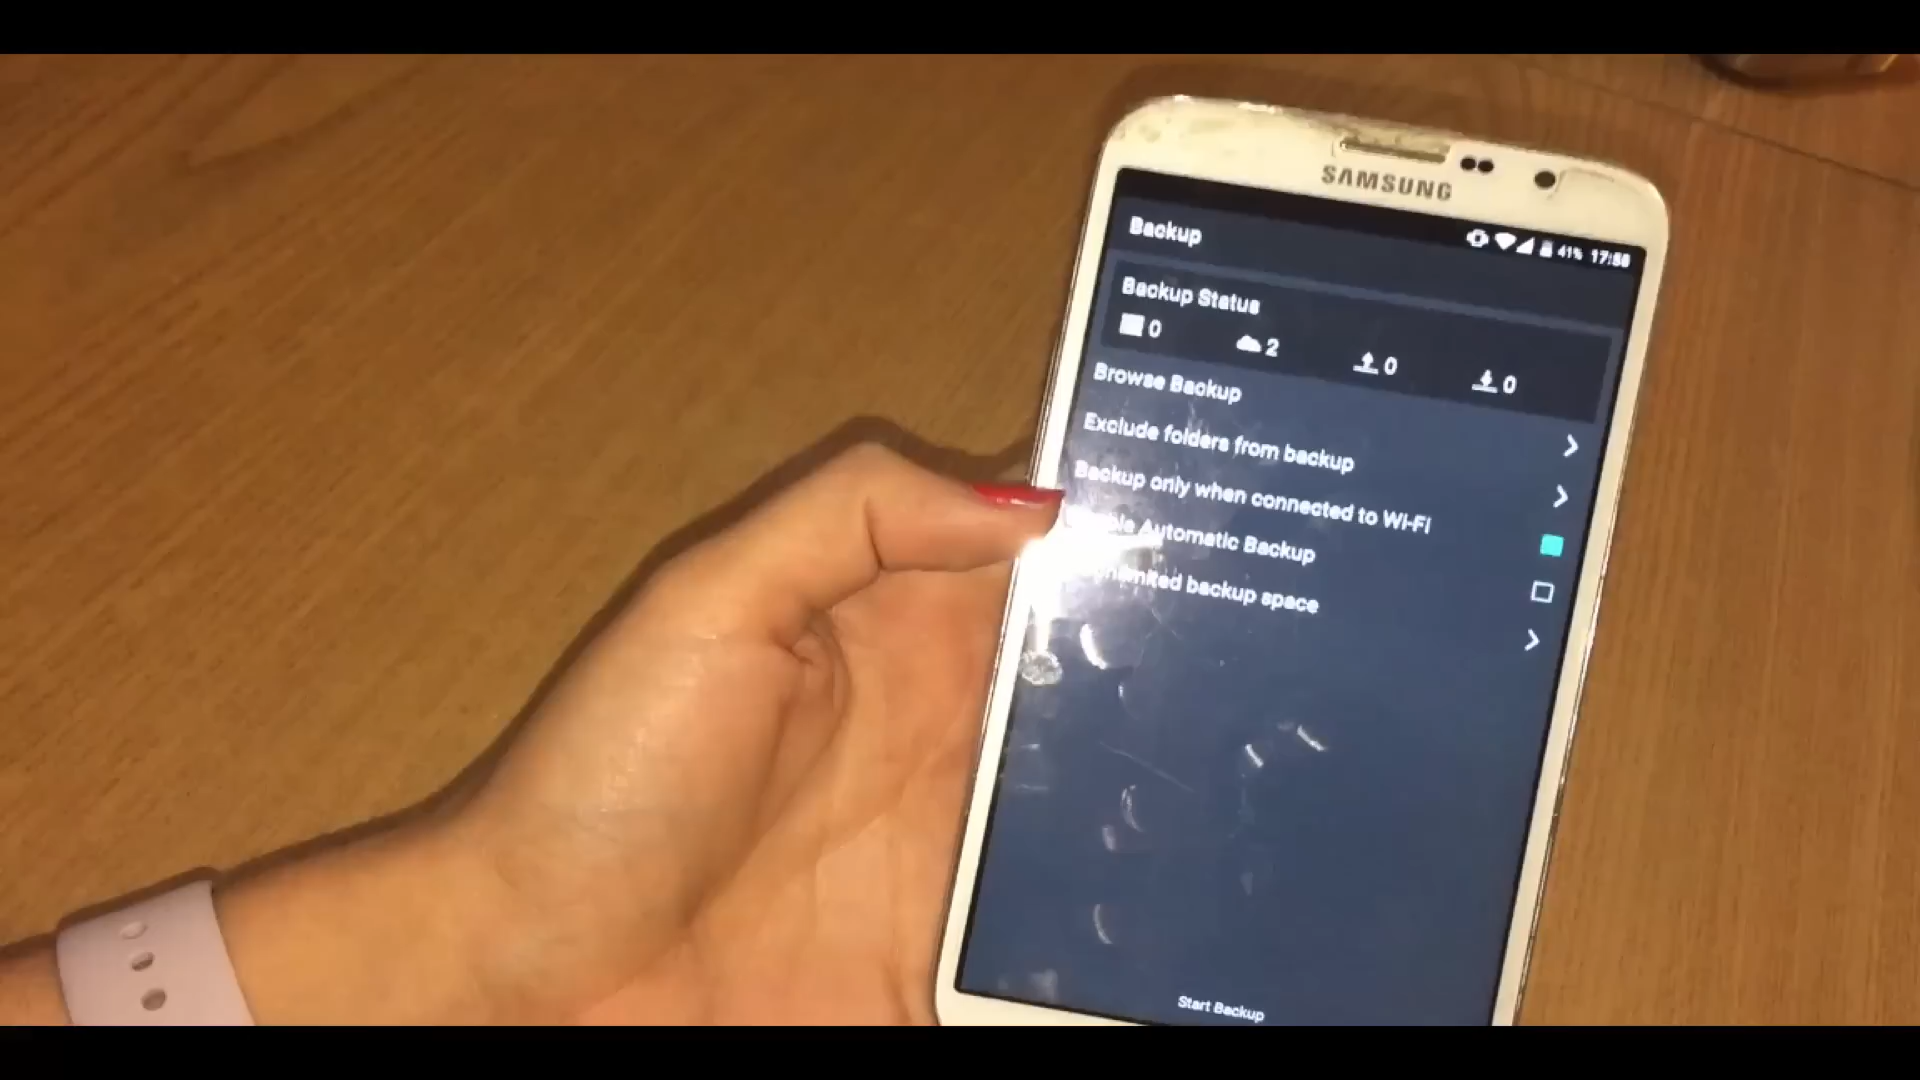 SAMSUNG
41% 17:58
Backup
Backup Status
0 2 0 0
Browse Backup
Exclude folders from backup
Backup only when connected to Wi-Fi
Automatic Backup
backup space
Start Backup